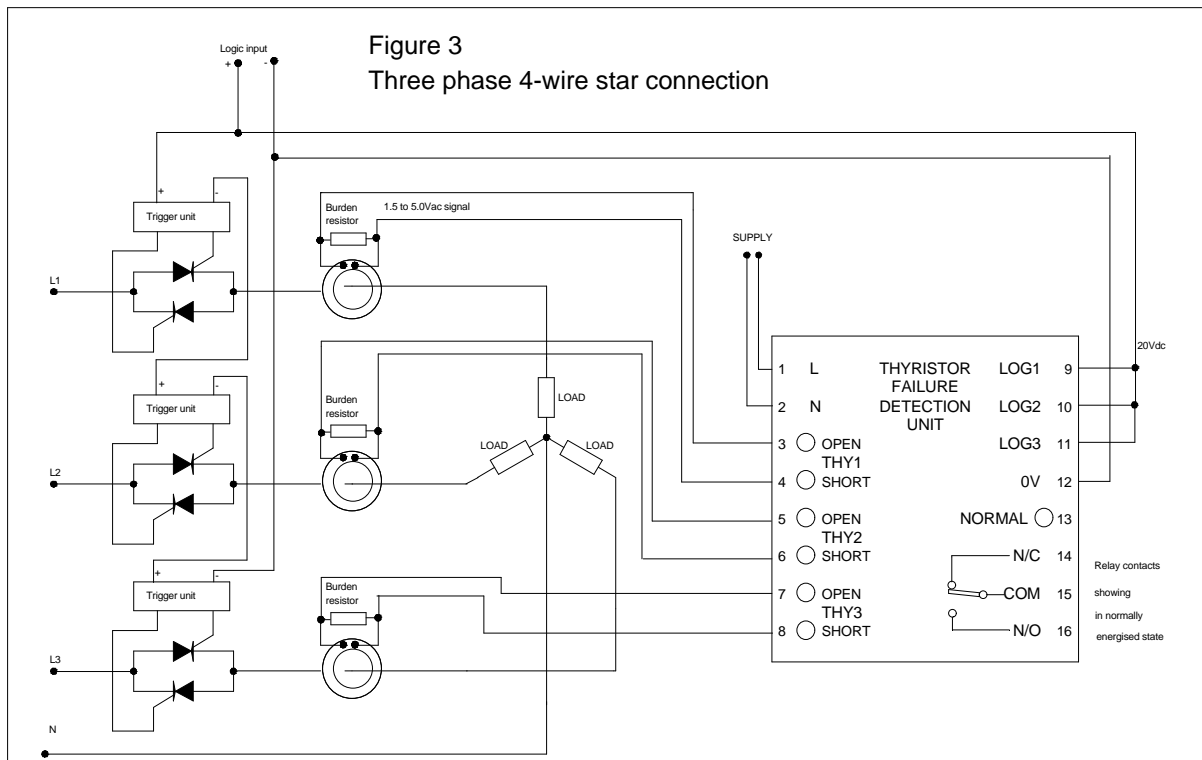 Figure 3
Three phase 4-wire star connection
Logic input
+ -
+ -
Trigger unit
L1
Burden
resistor
1.5 to 5.0Vac signal
+ -
Trigger unit
L2
Burden
resistor
+ -
Trigger unit
L3
Burden
resistor
N
LOAD
LOAD
LOAD
SUPPLY
20Vdc
THYRISTOR
FAILURE
DETECTION
UNIT
1 L
2 N
3 OPEN
THY1
4 SHORT
5 OPEN
THY2
6 SHORT
7 OPEN
THY3
8 SHORT
LOG1 9
LOG2 10
LOG3 11
0V 12
NORMAL 13
N/C 14
COM 15
N/O 16
Relay contacts
showing
in normally
energised state